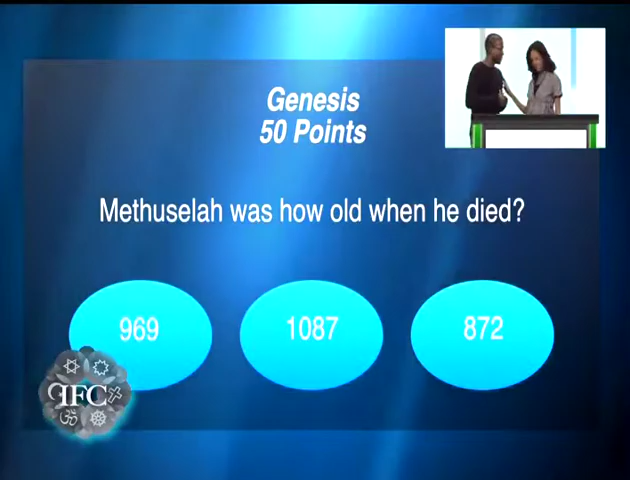 Genesis
50 Points
Methuselah was how old when he died?
969
1087
872
IFC